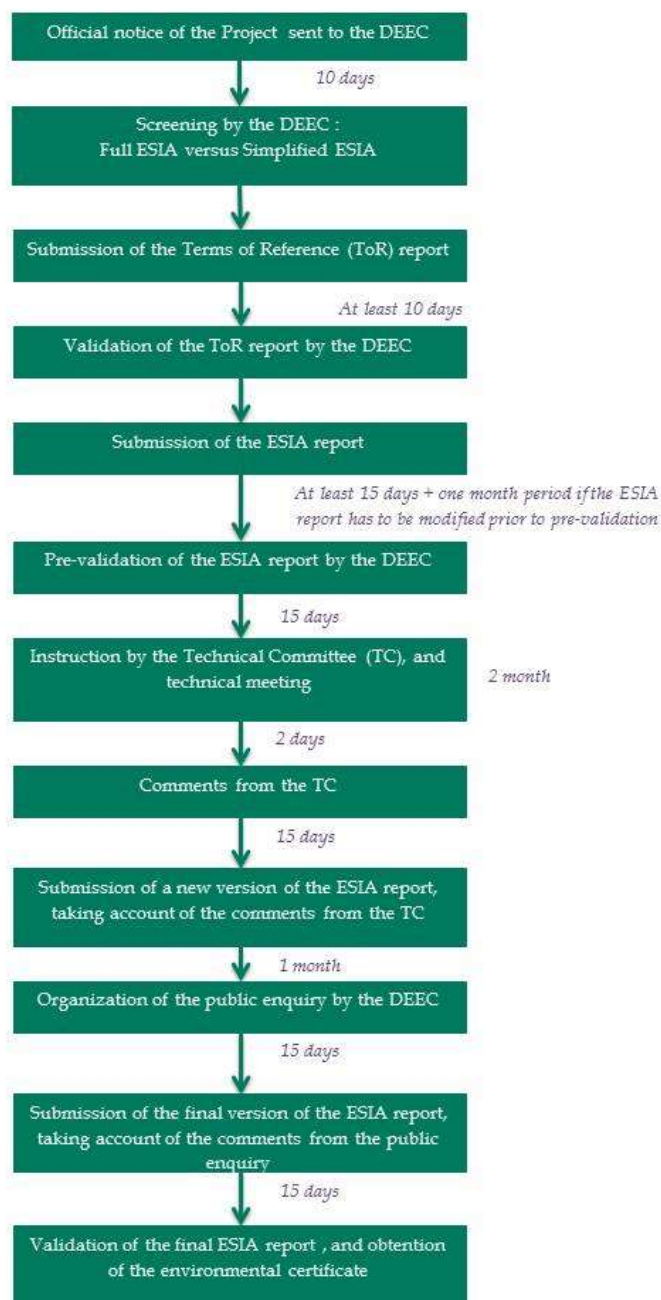 Official notice of the Project sent to the DEEC
10 days
Screening by the DEEC :
Full ESIA versus Simplified ESIA
Submission of the Terms of Reference (ToR) report
At least 10 days
Validation of the ToR report by the DEEC
Submission of the ESIA report
At least 15 days + one month period if the ESIA
report has to be modified prior to pre-validation
Pre-validation of the ESIA report by the DEEC
15 days
Instruction by the Technical Committee (TC), and
technical meeting
2 month
2 days
Comments from the TC
15 days
Submission of a new version of the ESIA report,
taking account of the comments from the TC
1 month
Organization of the public enquiry by the DEEC
15 days
Submission of the final version of the ESIA report,
taking account of the comments from the public
enquiry
15 days
Validation of the final ESIA report , and obtention
of the environmental certificate